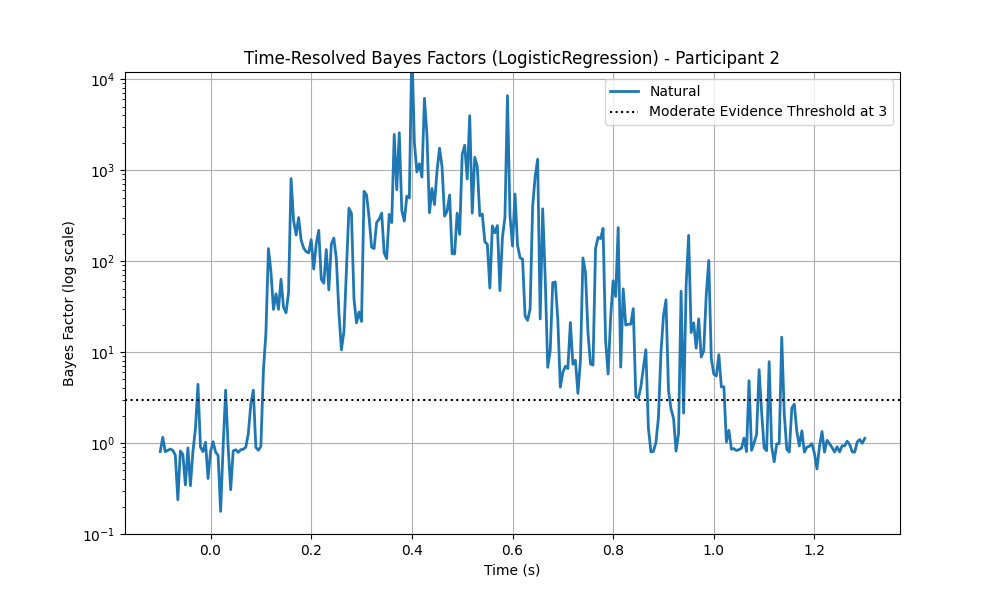 Time-Resolved Bayes Factors (LogisticRegression) - Participant 2
Natural
Moderate Evidence Threshold at 3
Bayes Factor (log scale)
10⁴
10³
10²
10¹
10⁰
10⁻¹
0.0 0.2 0.4 0.6 0.8 1.0 1.2
Time (s)